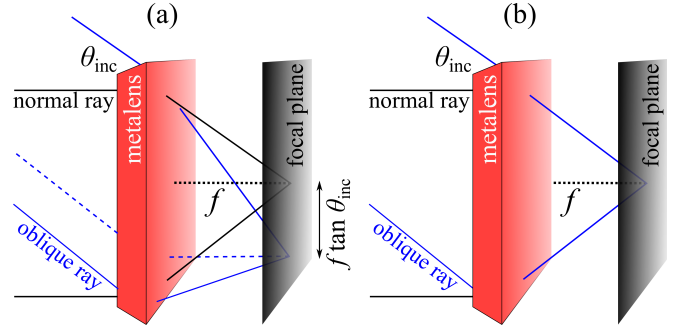 (a)
θinc
normal ray
metalens
focal plane
f
f tan θinc
oblique ray
(b)
θinc
normal ray
metalens
focal plane
f
oblique ray